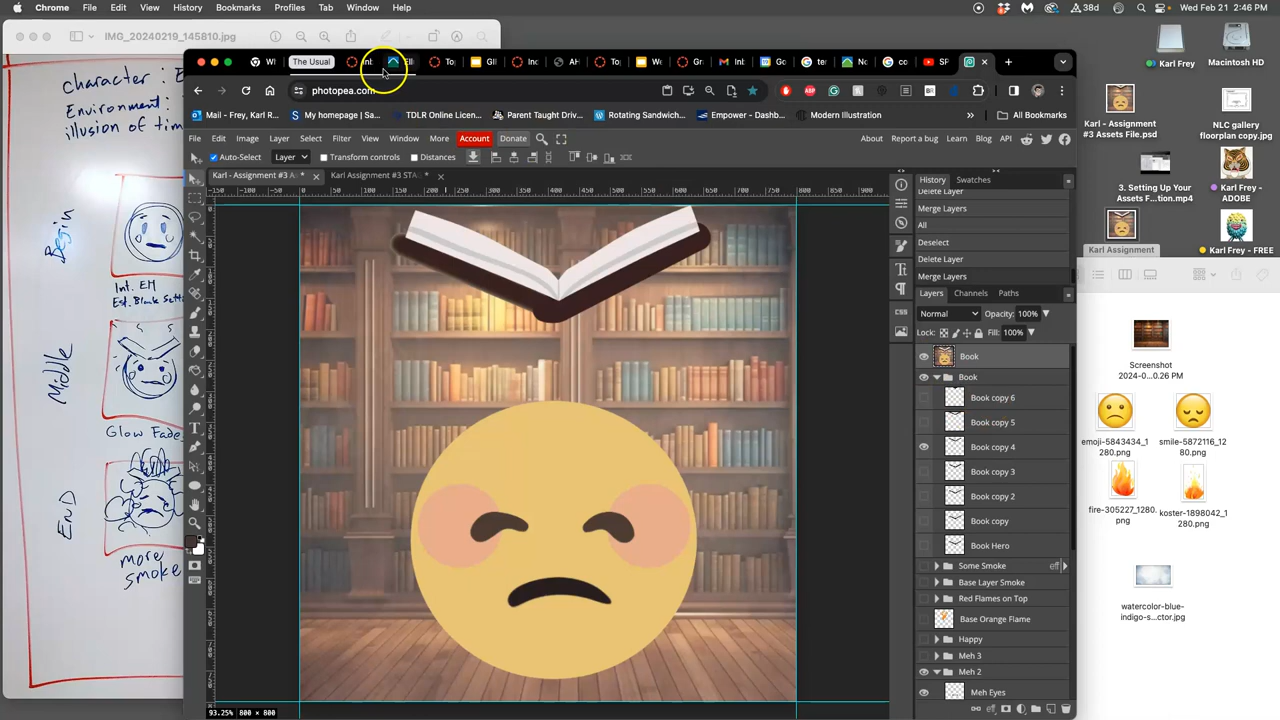 Chrome File Edit View History Bookmarks Profiles Tab Window Help 38d Wed Feb 21 2:46 PM
IMG_20240219_145810.jpg
character :
Environment :
illusion of
Begin
Int. EM
Est. Blank
Middle
Glow Fade
END
more
smoke
The Usual
photopea.com
Mail - Frey, Karl R... My homepage | Sa... TDLR Online Licen... Parent Taught Driv... Rotating Sandwich... Empower - Dashb... Modern Illustration » All Bookmarks
File Edit Image Layer Select Filter View Window More Account Donate About Report a bug Learn Blog API
Auto-Select Layer Transform controls Distances
Karl - Assignment #3 A * Karl Assignment #3 STA *
History Swatches
Delete Layers
Merge Layers
All
Deselect
Delete Layer
Merge Layers
Layers Channels Paths
Normal Opacity: 100%
Lock: Fill: 100%
CSS
Book
Book
Book copy 6
Book copy 5
Book copy 4
Book copy 3
Book copy 2
Book copy
Book Hero
Some Smoke eff
Base Layer Smoke
Red Flames on Top
Base Orange Flame
Happy
Meh 3
Meh 2
Meh Eyes
93.25% 800 × 800
Karl Frey
Macintosh HD
Karl - Assignment
#3 Assets File.psd
NLC gallery
floorplan copy.jpg
3. Setting Up Your
Assets F...tion.mp4
Karl Frey -
ADOBE
Karl Assignment
Karl Frey - FREE
Screenshot
2024-0...0.26 PM
emoji-5843434_1
280.png
smile-5872116_12
80.png
fire-305227_1280.
png
koster-1898042_1
280.png
watercolor-blue-
indigo-s...ctor.jpg